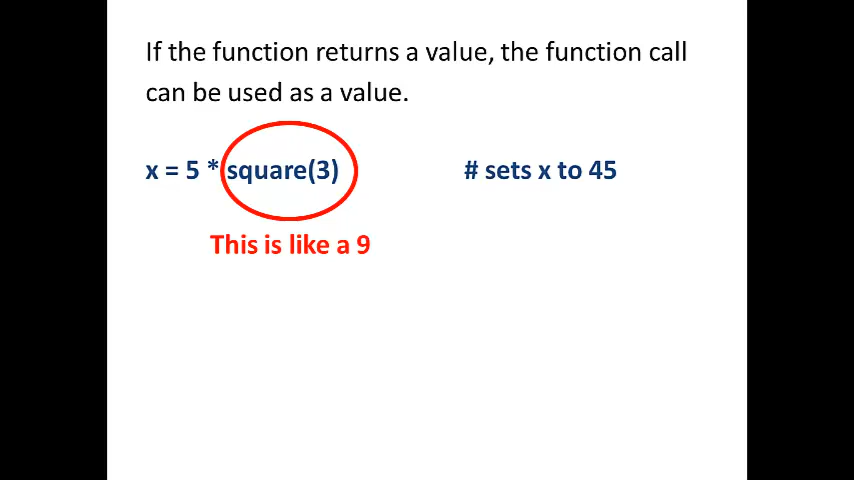 If the function returns a value, the function call
can be used as a value.
x = 5 * square(3) # sets x to 45
This is like a 9